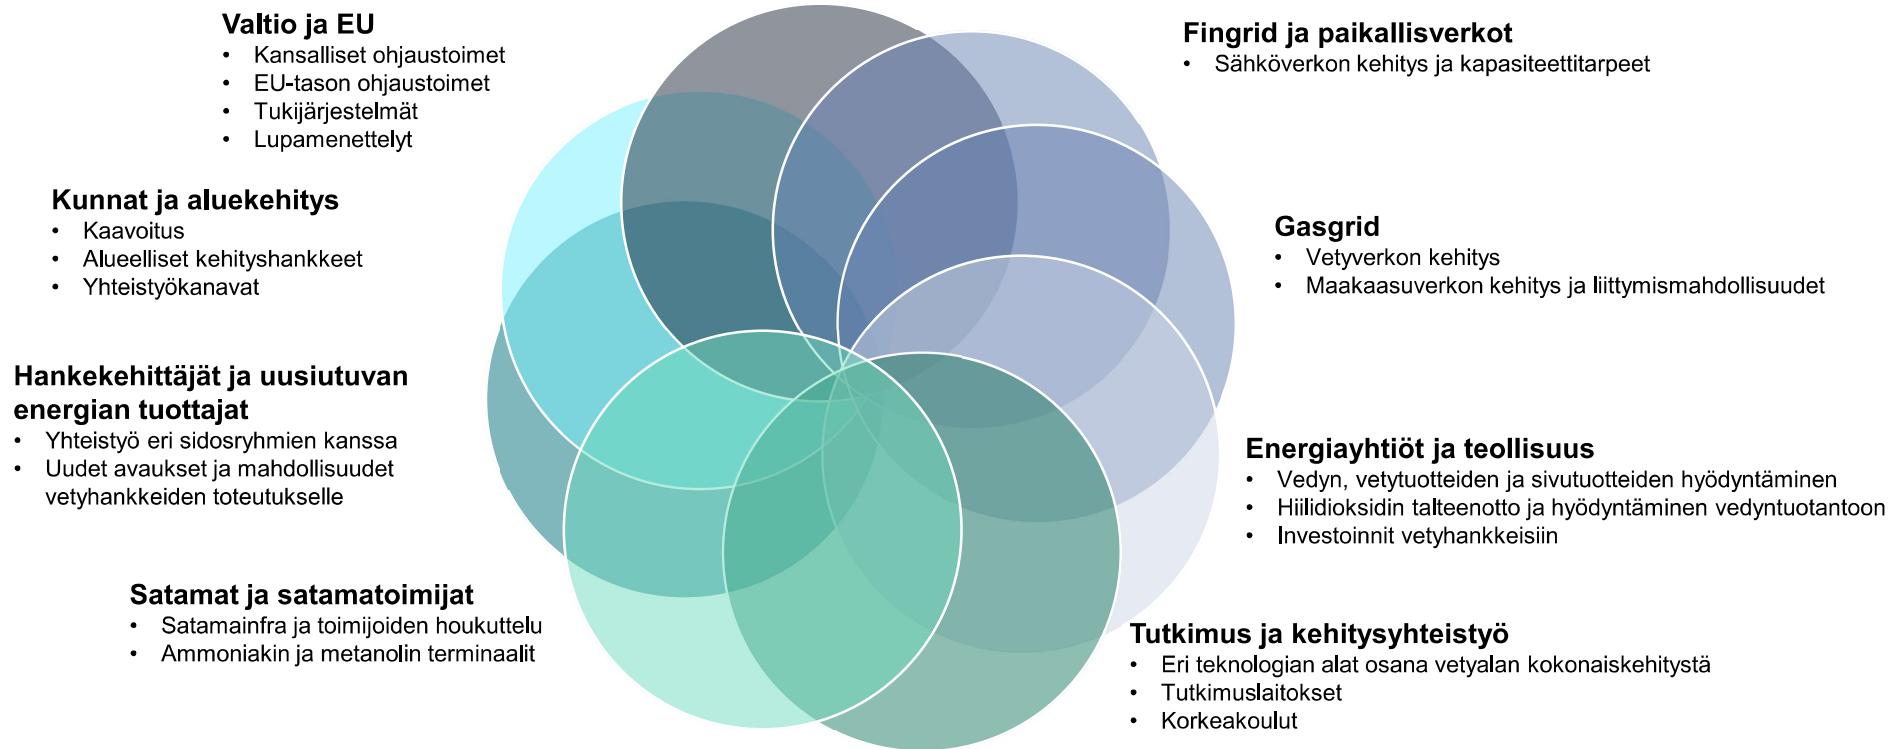 Valtio ja EU
• Kansalliset ohjaustoimet
• EU-tason ohjaustoimet
• Tukijärjestelmät
• Lupamenettelyt
Kunnat ja aluekehitys
• Kaavoitus
• Alueelliset kehityshankkeet
• Yhteistyökanavat
Hankekehittäjät ja uusiutuvan
energian tuottajat
• Yhteistyö eri sidosryhmien kanssa
• Uudet avaukset ja mahdollisuudet
vetyhankkeiden toteutukselle
Satamat ja satamatoimijat
• Satamainfra ja toimijoiden houkuttelu
• Ammoniakin ja metanolin terminaalit
Fingrid ja paikallisverkot
• Sähköverkon kehitys ja kapasiteettitarpeet
Gasgrid
• Vetyverkon kehitys
• Maakaasuverkon kehitys ja liittymismahdollisuudet
Energiayhtiöt ja teollisuus
• Vedyn, vetytuotteiden ja sivutuotteiden hyödyntäminen
• Hiilidioksidin talteenotto ja hyödyntäminen vedyntuotantoon
• Investoinnit vetyhankkeisiin
Tutkimus ja kehitysyhteistyö
• Eri teknologian alat osana vetyalan kokonaiskehitystä
• Tutkimuslaitokset
• Korkeakoulut